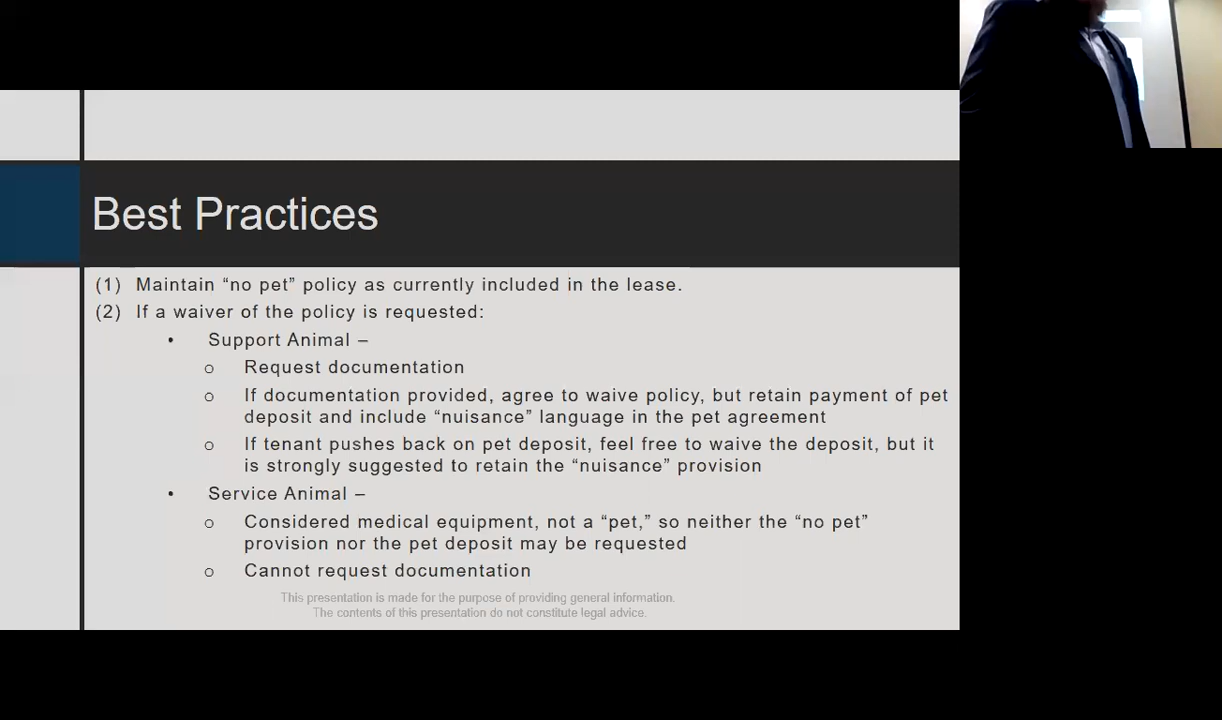 Best Practices
(1) Maintain “no pet” policy as currently included in the lease.
(2) If a waiver of the policy is requested:
• Support Animal –
o Request documentation
o If documentation provided, agree to waive policy, but retain payment of pet
deposit and include “nuisance” language in the pet agreement
o If tenant pushes back on pet deposit, feel free to waive the deposit, but it
is strongly suggested to retain the “nuisance” provision
• Service Animal –
o Considered medical equipment, not a “pet,” so neither the “no pet”
provision nor the pet deposit may be requested
o Cannot request documentation
This presentation is made for the purpose of providing general information.
The contents of this presentation do not constitute legal advice.